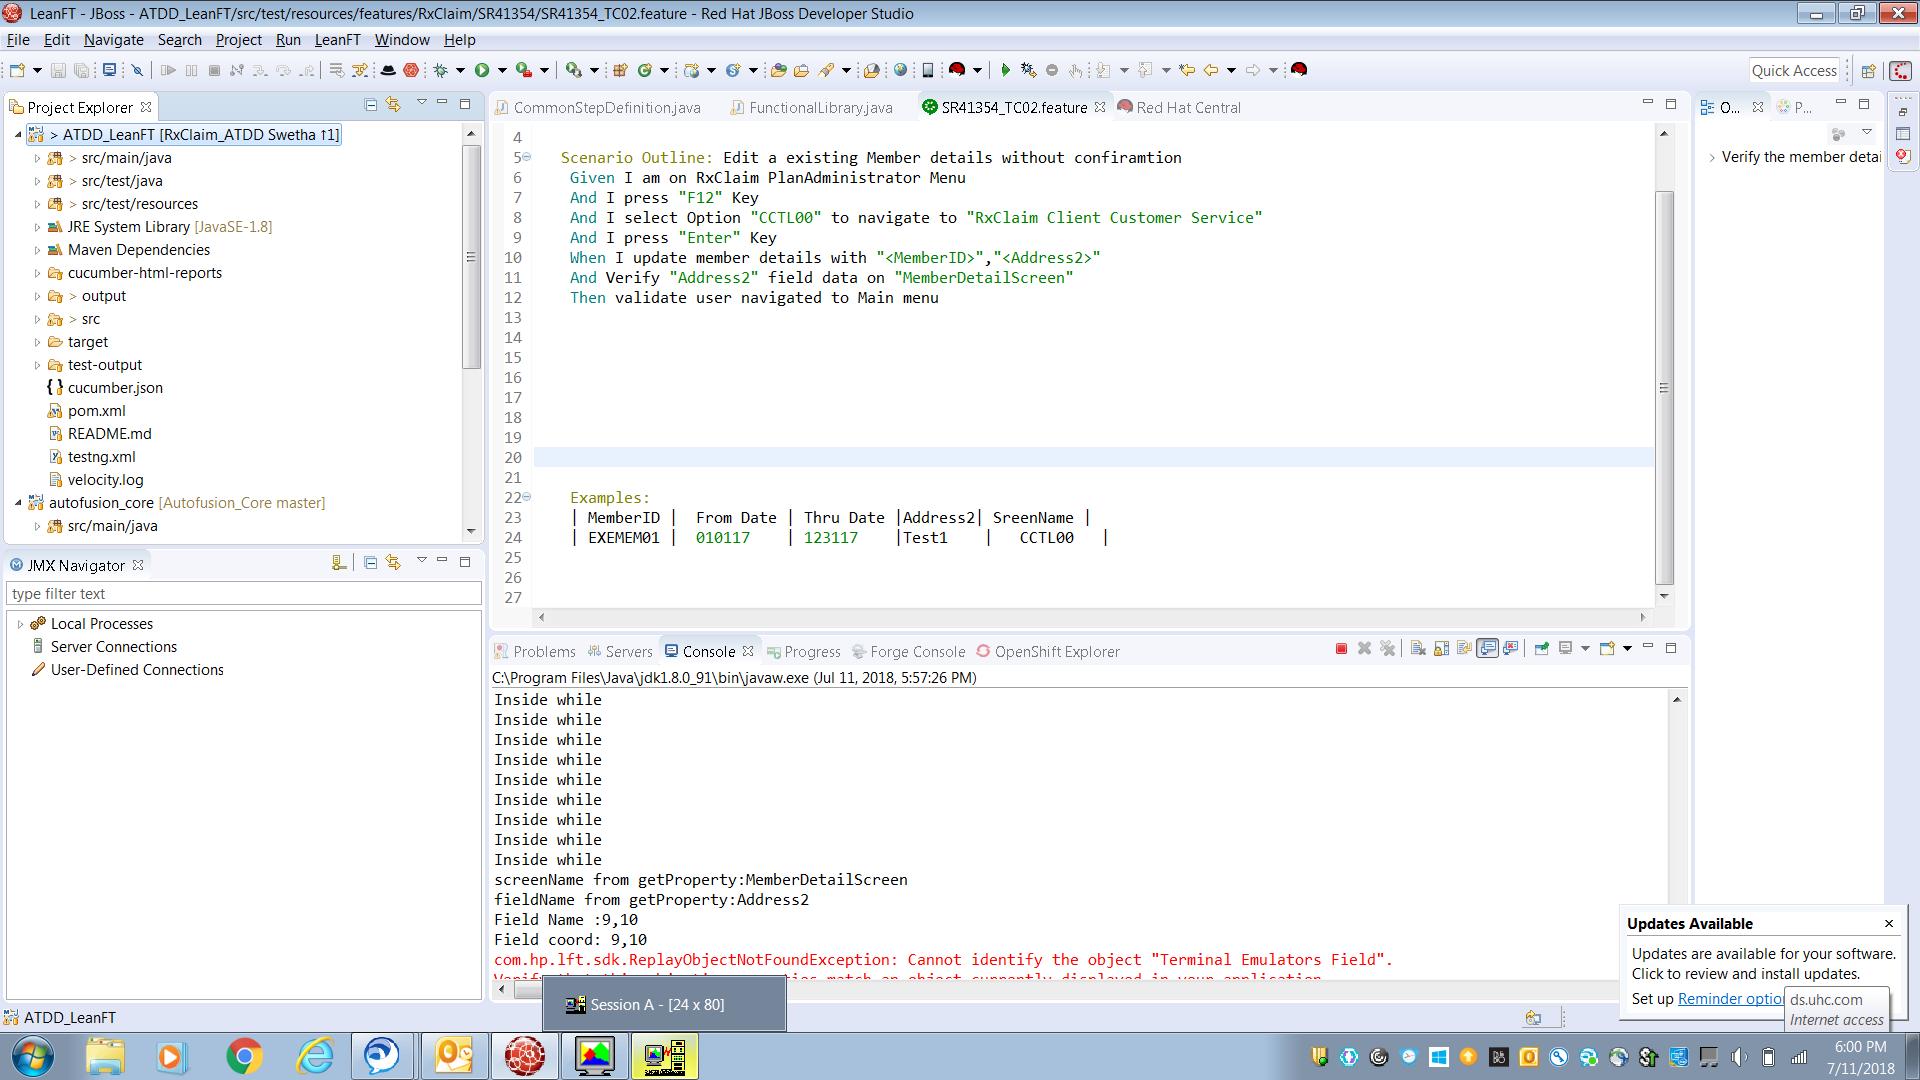 LeanFT - JBoss - ATDD_LeanFT/src/test/resources/features/RxClaim/SR41354/SR41354_TC02.feature - Red Hat JBoss Developer Studio
File Edit Navigate Search Project Run LeanFT Window Help
Quick Access
Project Explorer
> ATDD_LeanFT [RxClaim_ATDD Swetha ↑1]
> src/main/java
> src/test/java
> src/test/resources
JRE System Library [JavaSE-1.8]
Maven Dependencies
cucumber-html-reports
> output
> src
target
test-output
cucumber.json
pom.xml
README.md
testng.xml
velocity.log
autofusion_core [Autofusion_Core master]
src/main/java
JMX Navigator
type filter text
Local Processes
Server Connections
User-Defined Connections
CommonStepDefinition.java FunctionalLibrary.java SR41354_TC02.feature Red Hat Central
4
5 Scenario Outline: Edit a existing Member details without confiramtion
6 Given I am on RxClaim PlanAdministrator Menu
7 And I press "F12" Key
8 And I select Option "CCTL00" to navigate to "RxClaim Client Customer Service"
9 And I press "Enter" Key
10 When I update member details with "<MemberID>","<Address2>"
11 And Verify "Address2" field data on "MemberDetailScreen"
12 Then validate user navigated to Main menu
13
14
15
16
17
18
19
20
21
22 Examples:
23 | MemberID | From Date | Thru Date |Address2| SreenName |
24 | EXEMEM01 | 010117 | 123117 |Test1 | CCTL00 |
25
26
27
O...
P...
Verify the member detai
Problems Servers Console Progress Forge Console OpenShift Explorer
C:\Program Files\Java\jdk1.8.0_91\bin\javaw.exe (Jul 11, 2018, 5:57:26 PM)
Inside while
Inside while
Inside while
Inside while
Inside while
Inside while
Inside while
Inside while
Inside while
screenName from getProperty:MemberDetailScreen
fieldName from getProperty:Address2
Field Name :9,10
Field coord: 9,10
com.hp.lft.sdk.ReplayObjectNotFoundException: Cannot identify the object "Terminal Emulators Field".
Session A - [24 x 80]
Updates Available
Updates are available for your software.
Click to review and install updates.
Set up Reminder option
ds.uhc.com
Internet access
ATDD_LeanFT
6:00 PM
7/11/2018